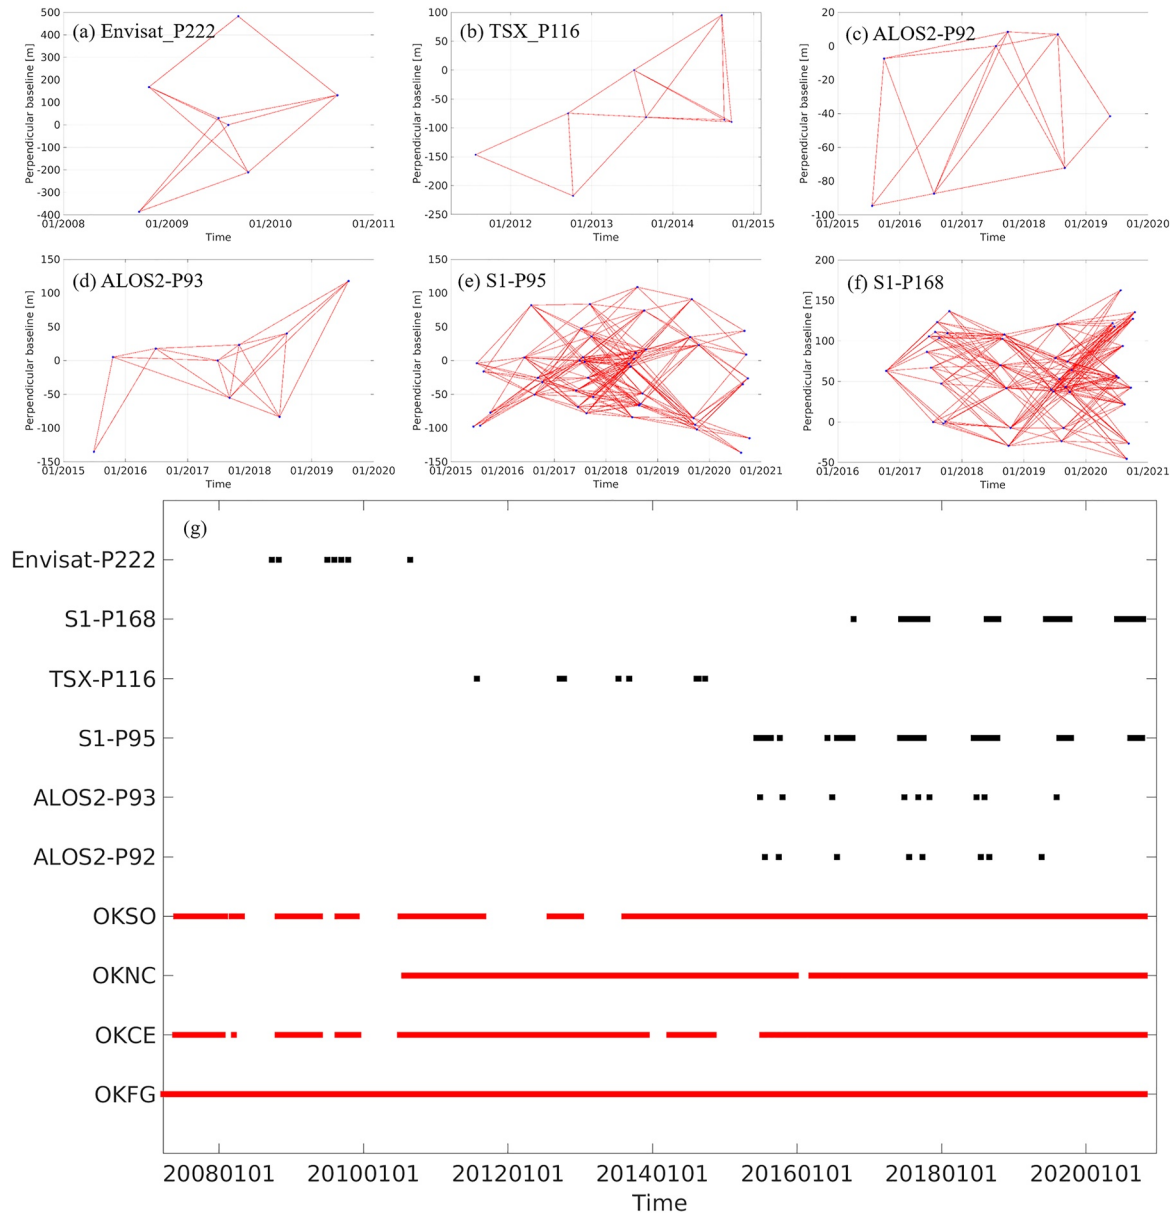 (a) Envisat_P222
Perpendicular baseline [m]
500
400
300
200
100
0
-100
-200
-300
-400
01/2008 01/2009 01/2010 01/2011
Time
(b) TSX_P116
Perpendicular baseline [m]
100
50
0
-50
-100
-150
-200
-250
01/2012 01/2013 01/2014 01/2015
Time
(c) ALOS2-P92
Perpendicular baseline [m]
20
0
-20
-40
-60
-80
-100
01/2015 01/2016 01/2017 01/2018 01/2019 01/2020
Time
(d) ALOS2-P93
Perpendicular baseline [m]
150
100
50
0
-50
-100
-150
01/2015 01/2016 01/2017 01/2018 01/2019 01/2020
Time
(e) S1-P95
Perpendicular baseline [m]
150
100
50
0
-50
-100
-150
01/2015 01/2016 01/2017 01/2018 01/2019 01/2020 01/2021
Time
(f) S1-P168
Perpendicular baseline [m]
200
150
100
50
0
-50
01/2016 01/2017 01/2018 01/2019 01/2020 01/2021
Time
(g)
Envisat-P222
S1-P168
TSX-P116
S1-P95
ALOS2-P93
ALOS2-P92
OKSO
OKNC
OKCE
OKFG
20080101 20100101 20120101 20140101 20160101 20180101 20200101
Time